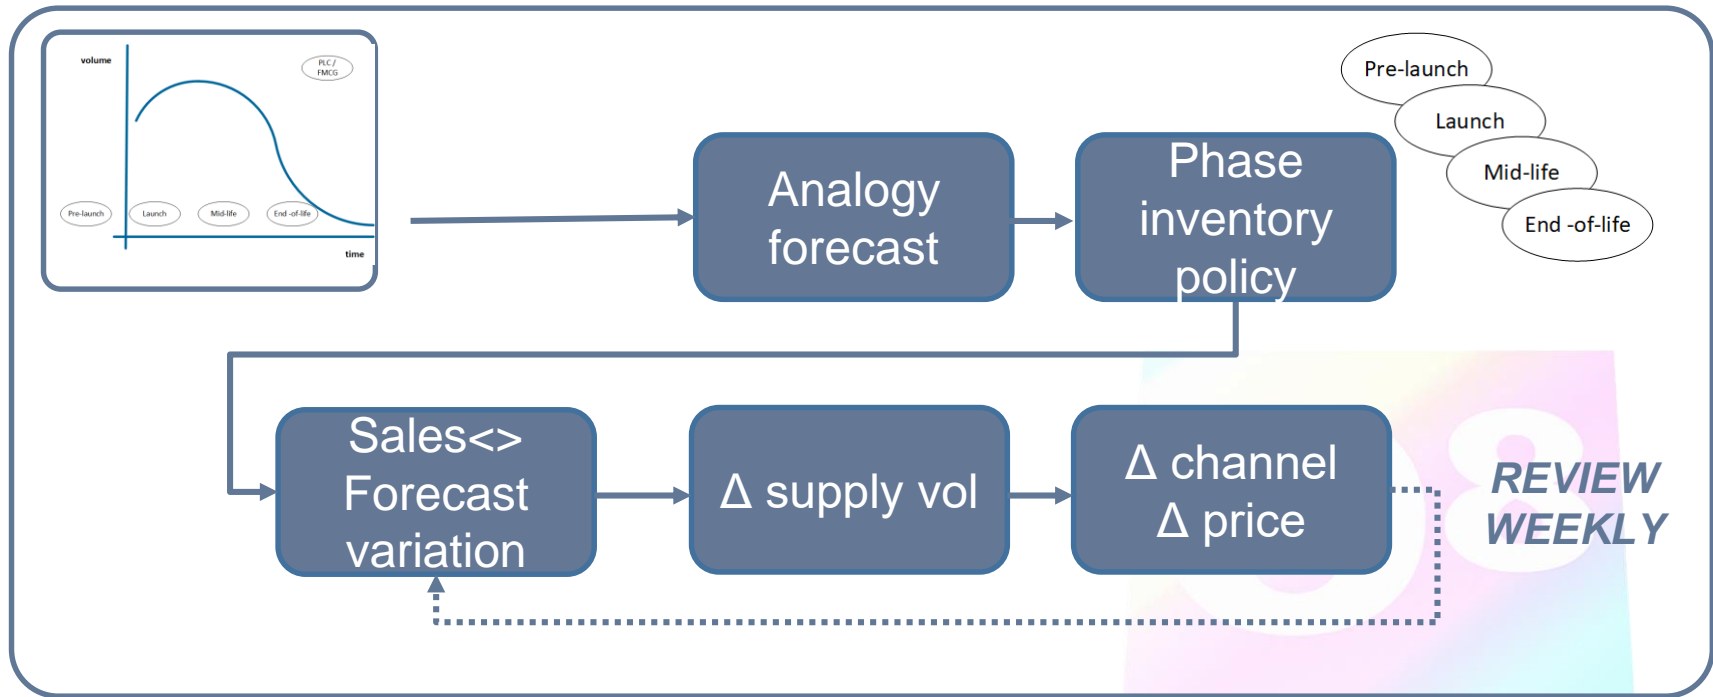 volume
PLC /
FMCG
Pre-launch
Launch
Mid-life
End -of-life
time
Analogy
forecast
Phase
inventory
policy
Pre-launch
Launch
Mid-life
End -of-life
Sales<>
Forecast
variation
Δ supply vol
Δ channel
Δ price
REVIEW
WEEKLY
8